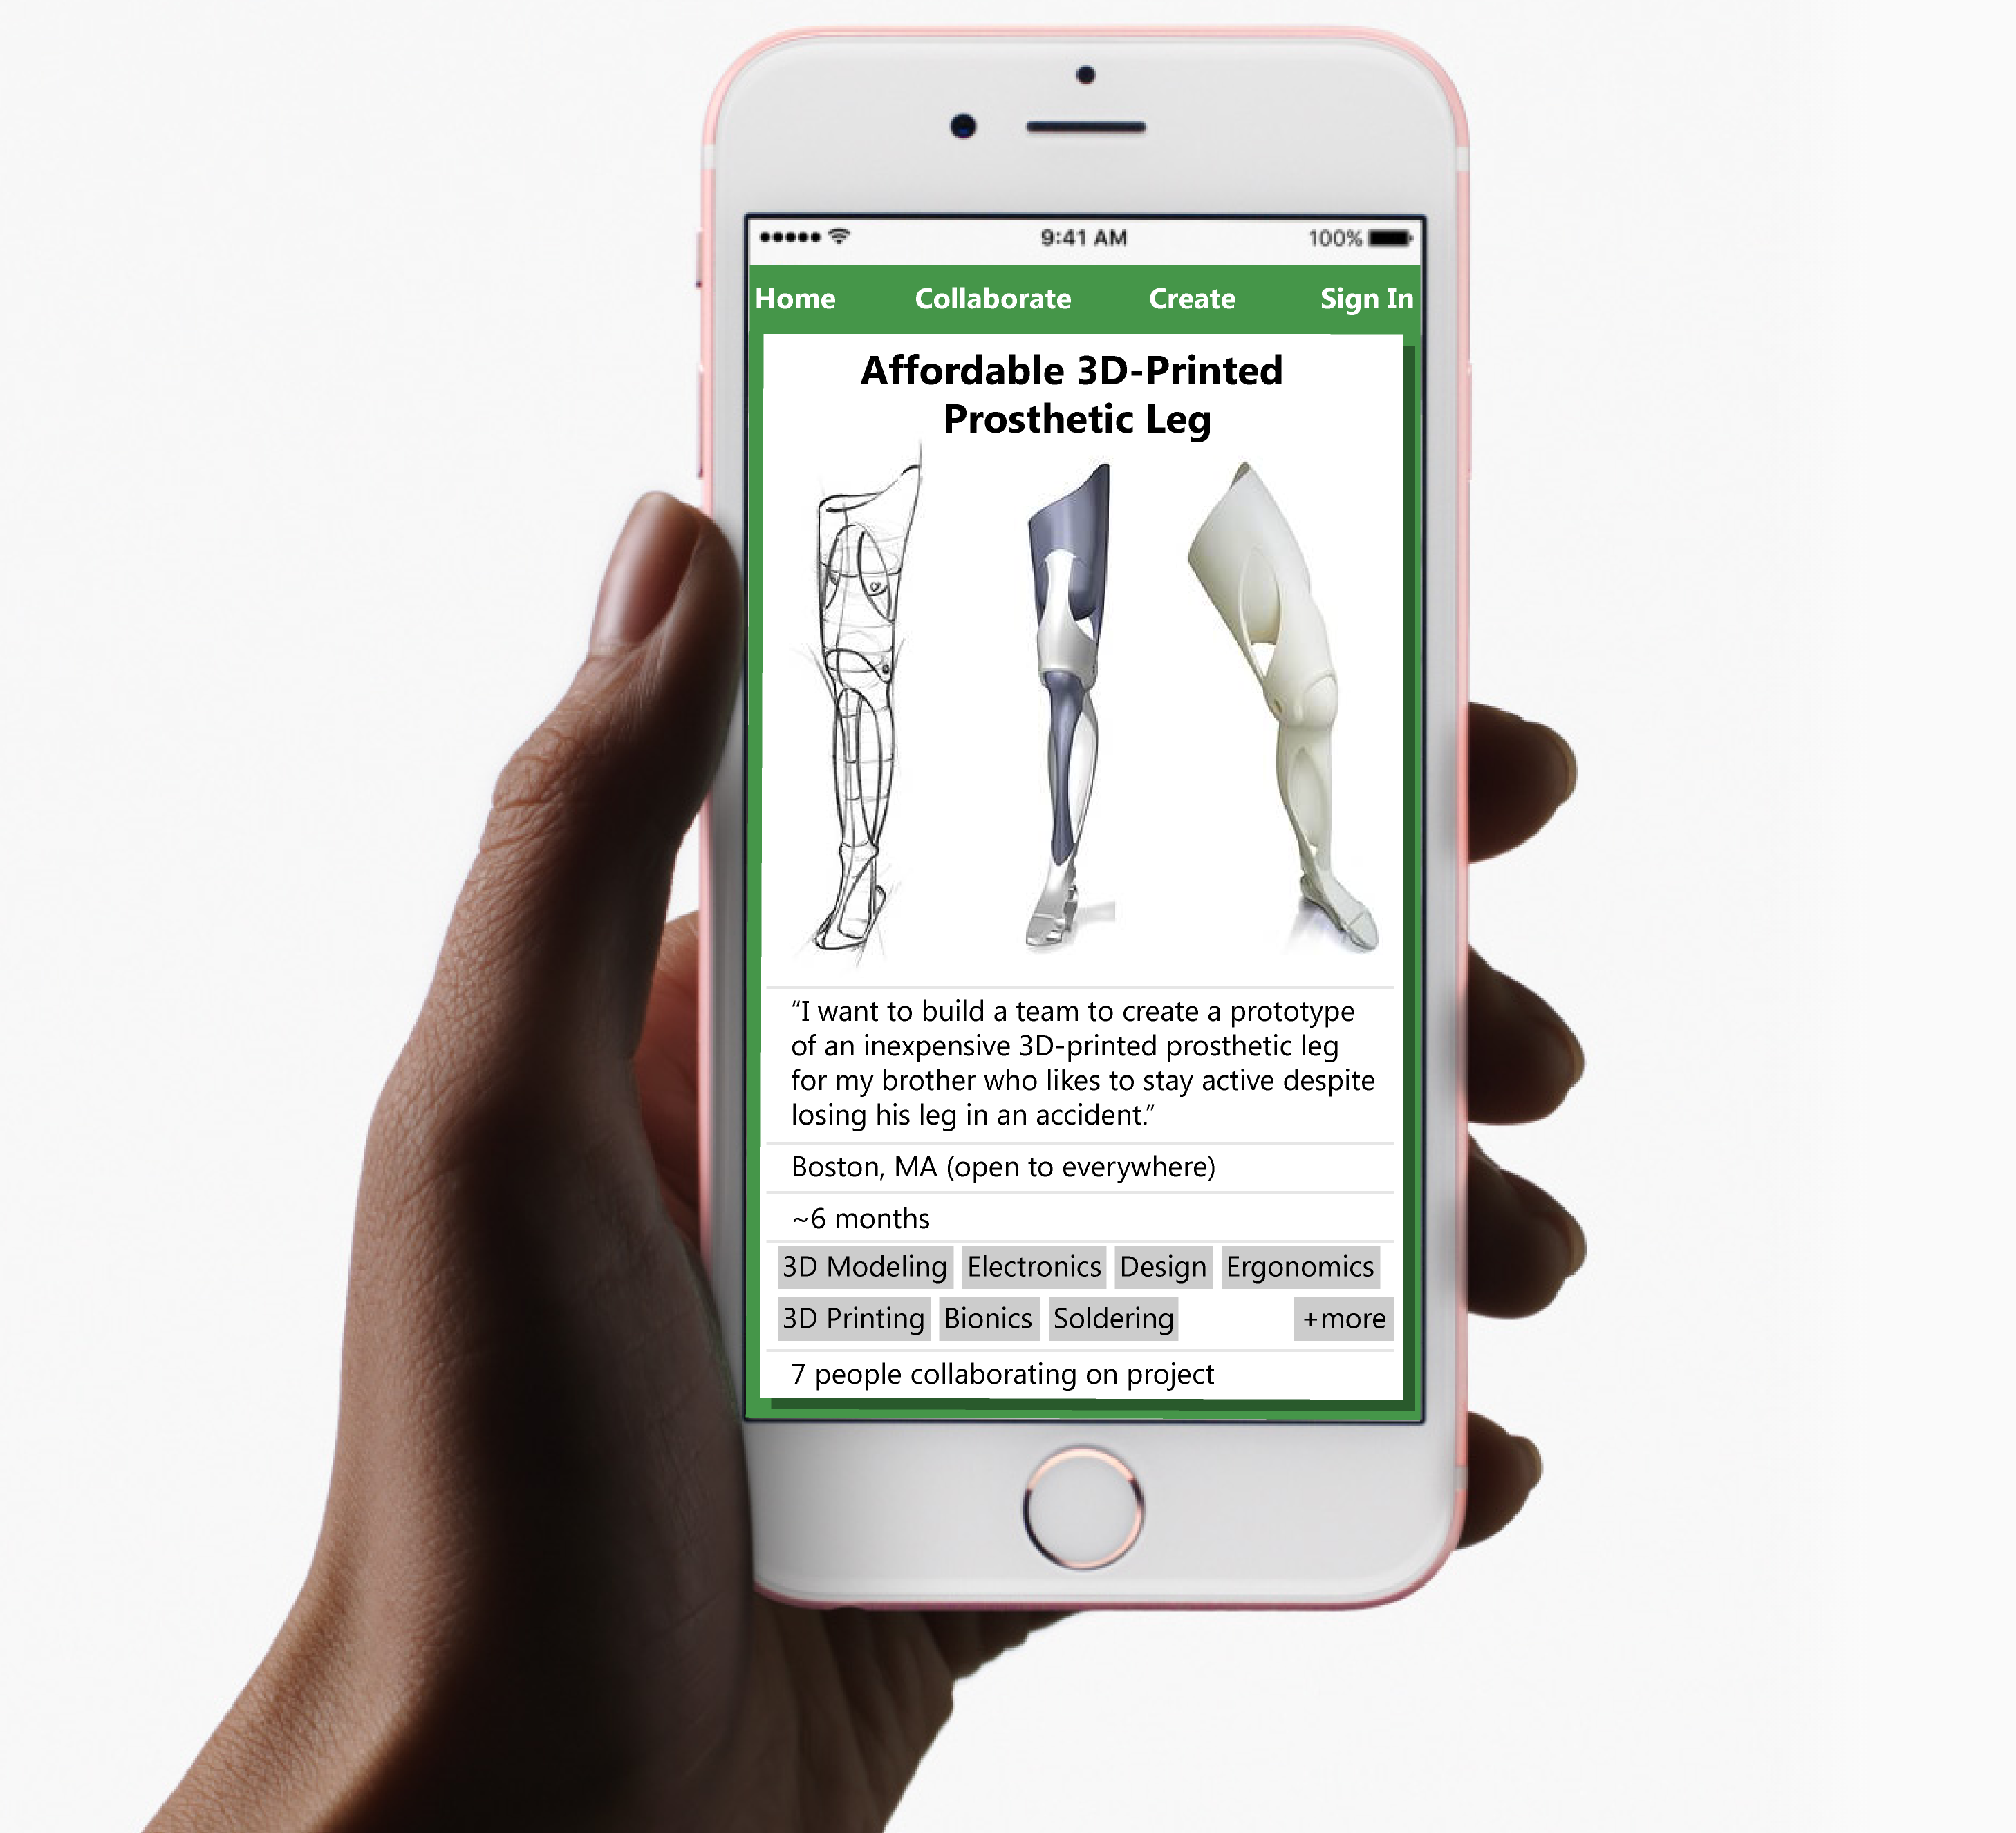 9:41 AM 100%
Home Collaborate Create Sign In
Affordable 3D-Printed
Prosthetic Leg
“I want to build a team to create a prototype
of an inexpensive 3D-printed prosthetic leg
for my brother who likes to stay active despite
losing his leg in an accident.”
Boston, MA (open to everywhere)
~6 months
3D Modeling Electronics Design Ergonomics
3D Printing Bionics Soldering +more
7 people collaborating on project